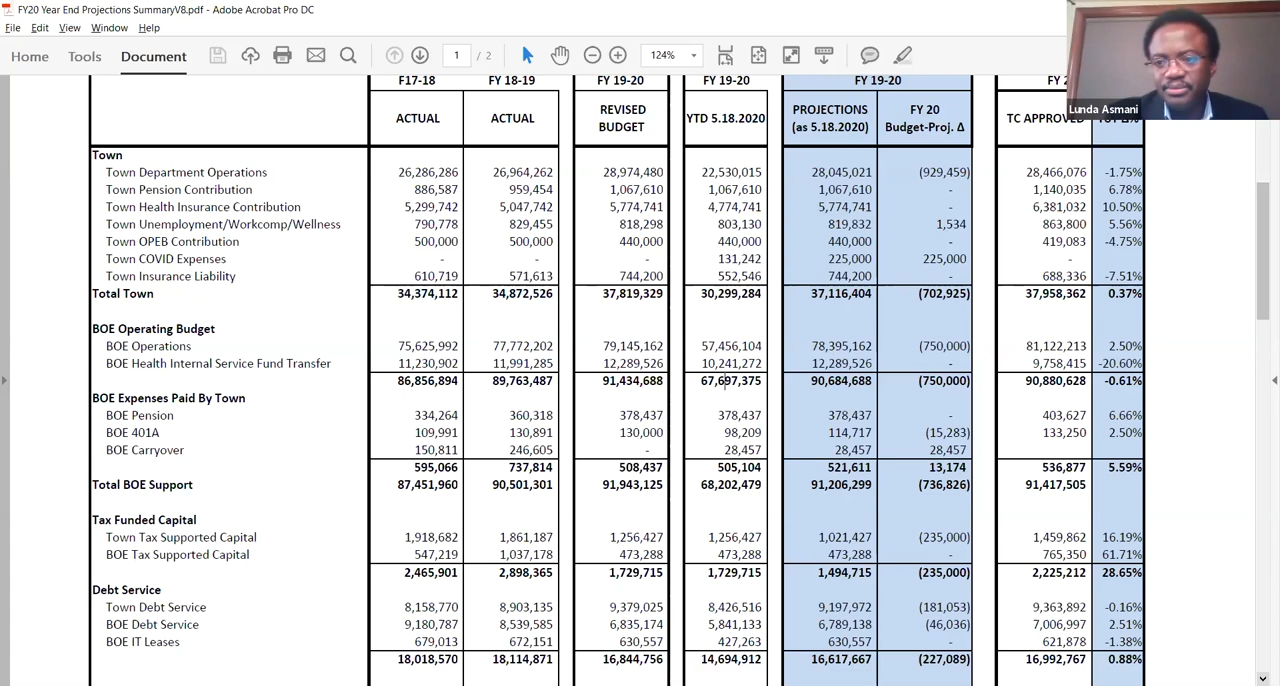 FY20 Year End Projections SummaryV8.pdf - Adobe Acrobat Pro DC
File Edit View Window Help
Home Tools Document 1 / 2 124%
Lunda Asmani
F17-18 FY 18-19 FY 19-20 FY 19-20 FY 19-20
ACTUAL ACTUAL REVISED BUDGET YTD 5.18.2020 PROJECTIONS (as 5.18.2020) FY 20 Budget-Proj. Δ TC APPROVED
Town
Town Department Operations 26,286,286 26,964,262 28,974,480 22,530,015 28,045,021 (929,459) 28,466,076 -1.75%
Town Pension Contribution 886,587 959,454 1,067,610 1,067,610 1,067,610 - 1,140,035 6.78%
Town Health Insurance Contribution 5,299,742 5,047,742 5,774,741 4,774,741 5,774,741 - 6,381,032 10.50%
Town Unemployment/Workcomp/Wellness 790,778 829,455 818,298 803,130 819,832 1,534 863,800 5.56%
Town OPEB Contribution 500,000 500,000 440,000 440,000 440,000 - 419,083 -4.75%
Town COVID Expenses - - - 131,242 225,000 225,000 -
Town Insurance Liability 610,719 571,613 744,200 552,546 744,200 - 688,336 -7.51%
Total Town 34,374,112 34,872,526 37,819,329 30,299,284 37,116,404 (702,925) 37,958,362 0.37%
BOE Operating Budget
BOE Operations 75,625,992 77,772,202 79,145,162 57,456,104 78,395,162 (750,000) 81,122,213 2.50%
BOE Health Internal Service Fund Transfer 11,230,902 11,991,285 12,289,526 10,241,272 12,289,526 - 9,758,415 -20.60%
86,856,894 89,763,487 91,434,688 67,697,375 90,684,688 (750,000) 90,880,628 -0.61%
BOE Expenses Paid By Town
BOE Pension 334,264 360,318 378,437 378,437 378,437 - 403,627 6.66%
BOE 401A 109,991 130,891 130,000 98,209 114,717 (15,283) 133,250 2.50%
BOE Carryover 150,811 246,605 - 28,457 28,457 28,457
595,066 737,814 508,437 505,104 521,611 13,174 536,877 5.59%
Total BOE Support 87,451,960 90,501,301 91,943,125 68,202,479 91,206,299 (736,826) 91,417,505
Tax Funded Capital
Town Tax Supported Capital 1,918,682 1,861,187 1,256,427 1,256,427 1,021,427 (235,000) 1,459,862 16.19%
BOE Tax Supported Capital 547,219 1,037,178 473,288 473,288 473,288 - 765,350 61.71%
2,465,901 2,898,365 1,729,715 1,729,715 1,494,715 (235,000) 2,225,212 28.65%
Debt Service
Town Debt Service 8,158,770 8,903,135 9,379,025 8,426,516 9,197,972 (181,053) 9,363,892 -0.16%
BOE Debt Service 9,180,787 8,539,585 6,835,174 5,841,133 6,789,138 (46,036) 7,006,997 2.51%
BOE IT Leases 679,013 672,151 630,557 427,263 630,557 - 621,878 -1.38%
18,018,570 18,114,871 16,844,756 14,694,912 16,617,667 (227,089) 16,992,767 0.88%